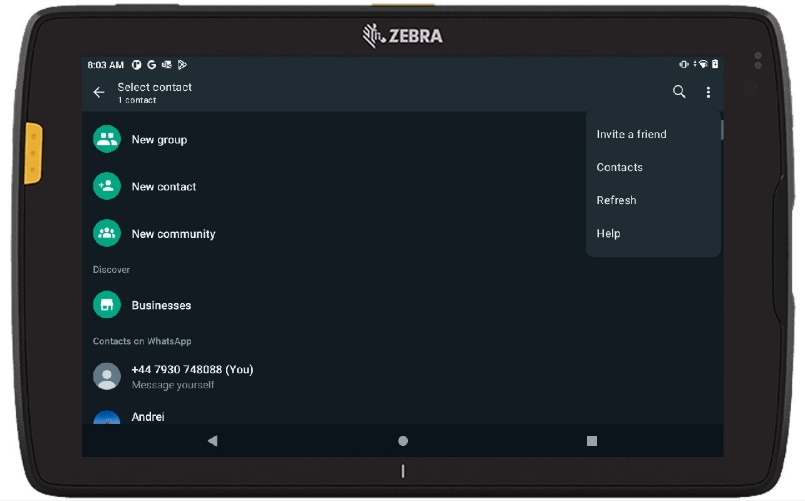 ZEBRA
8:03 AM
Select contact
1 contact
New group
New contact
New community
Discover
Businesses
Contacts on WhatsApp
+44 7930 748088 (You)
Message yourself
Andrei
Invite a friend
Contacts
Refresh
Help